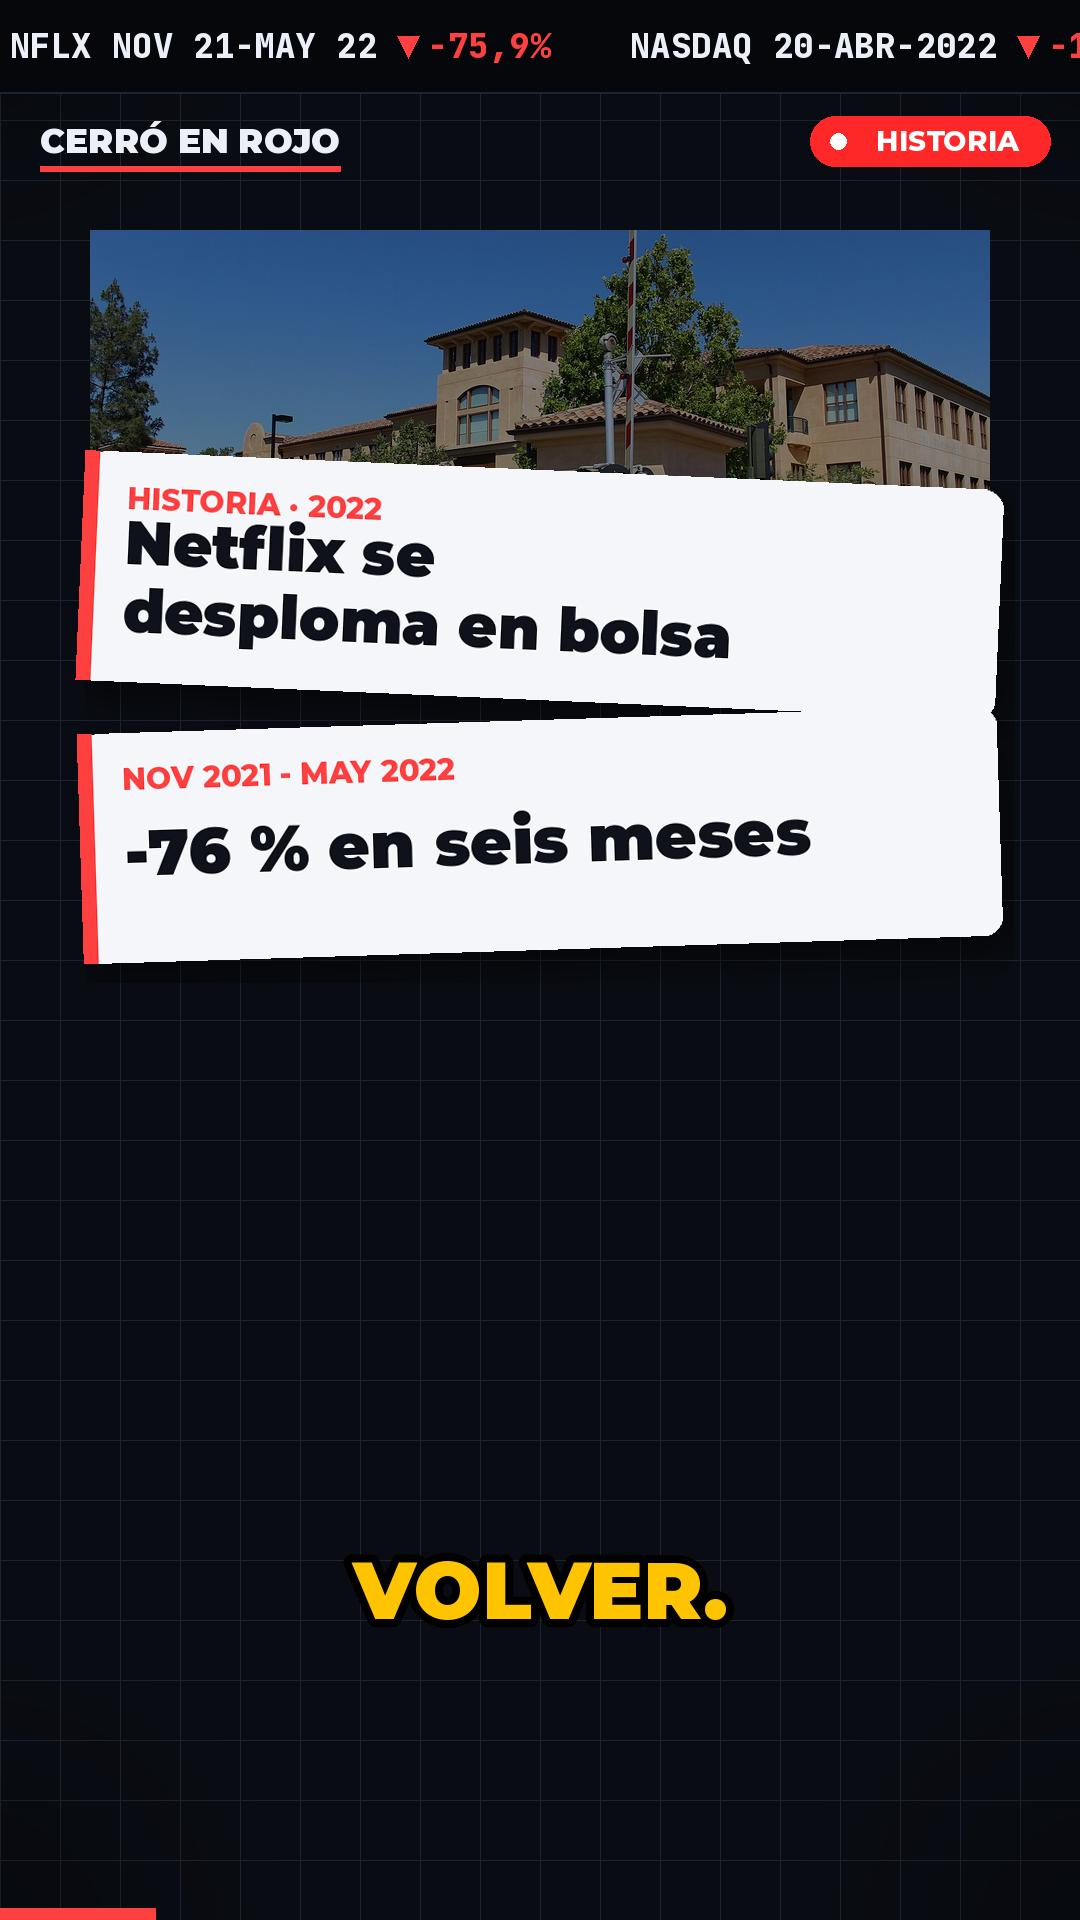 NFLX NOV 21-MAY 22 ▼ -75,9% NASDAQ 20-ABR-2022 ▼ -1
CERRÓ EN ROJO
HISTORIA
HISTORIA • 2022
Netflix se
desploma en bolsa
NOV 2021 - MAY 2022
-76 % en seis meses
VOLVER.